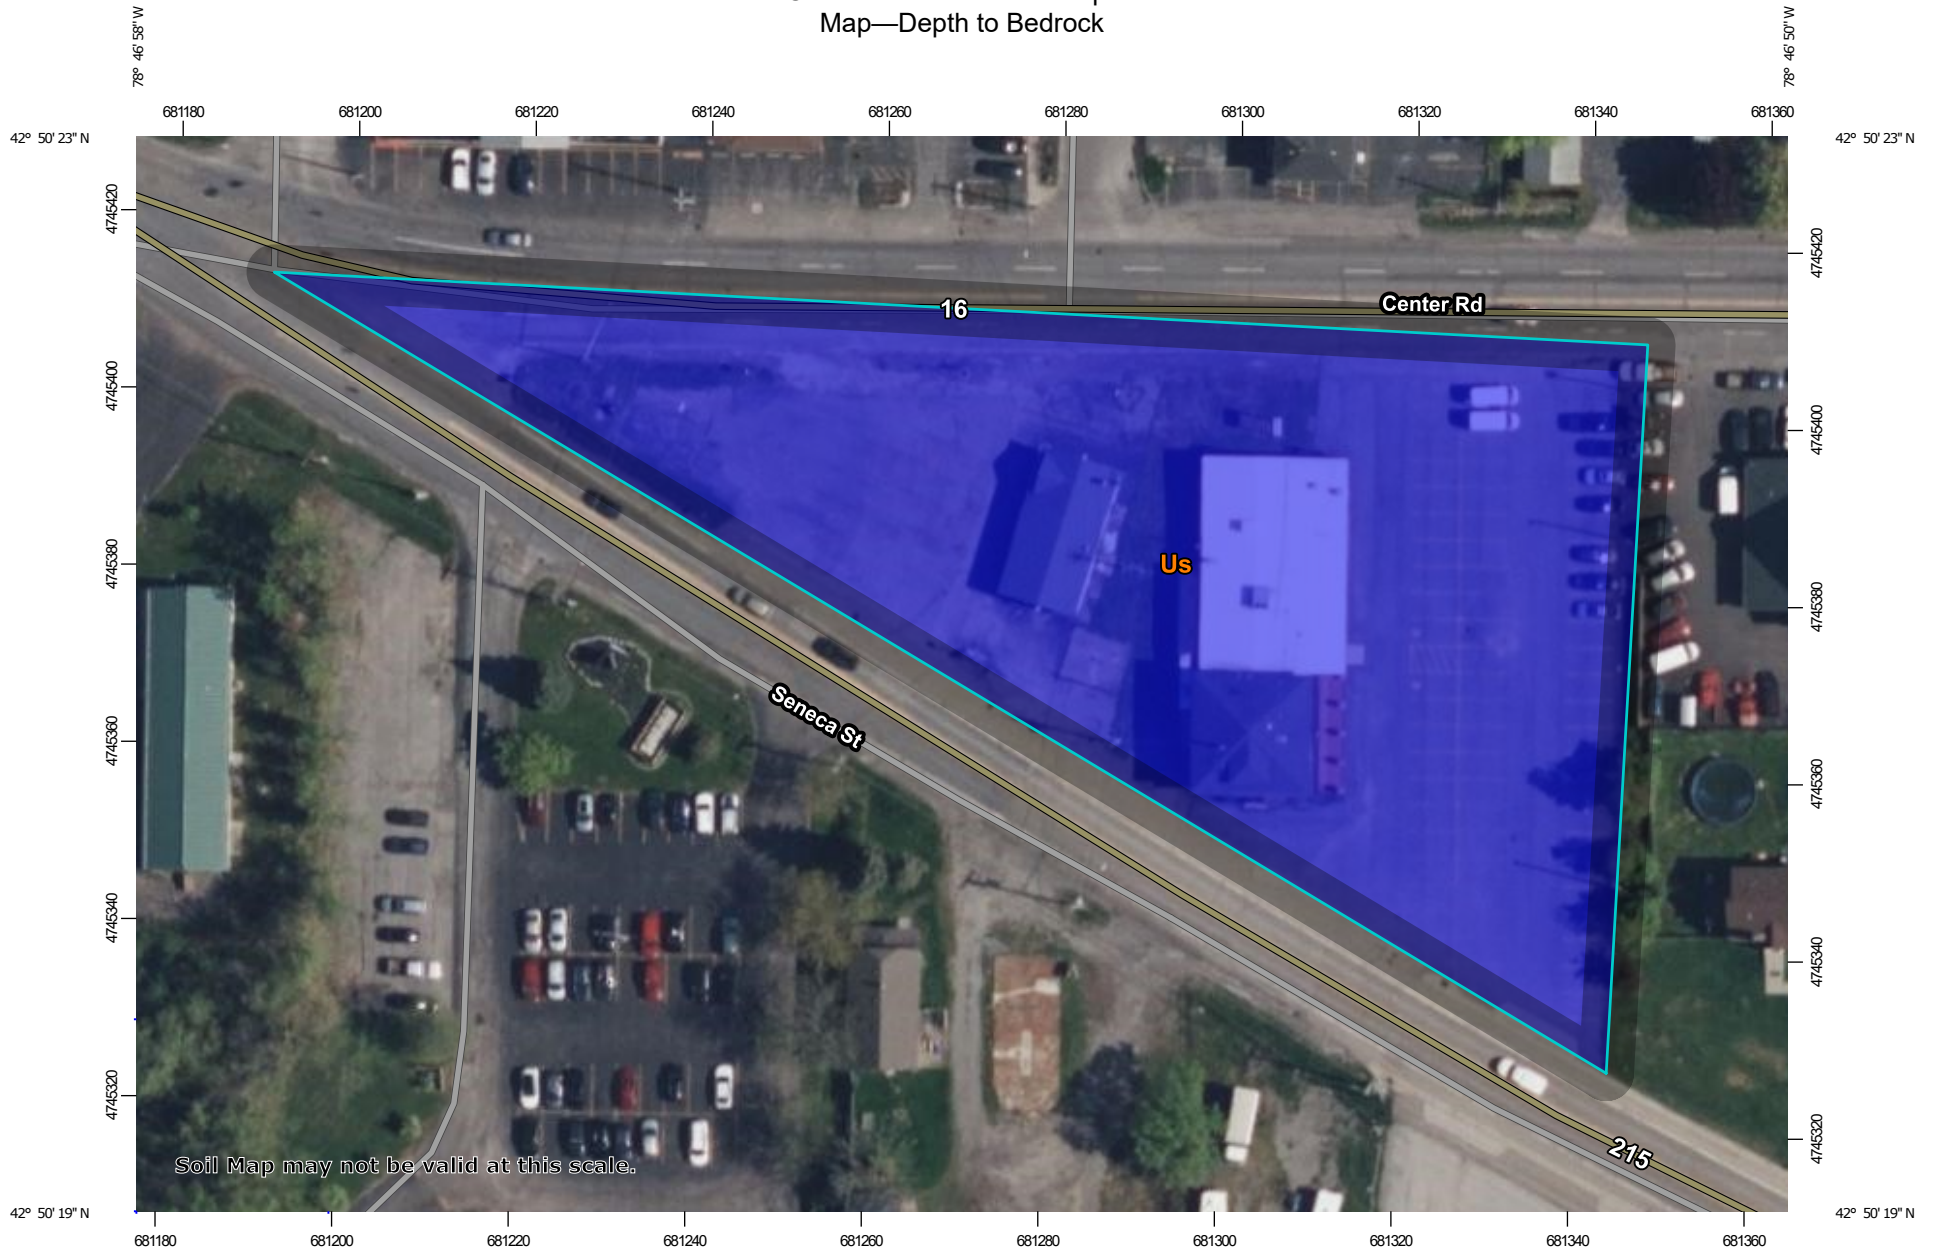 Map—Depth to Bedrock
78° 46' 58" W
78° 46' 50" W
681180 681200 681220 681240 681260 681280 681300 681320 681340 681360
42° 50' 23" N
42° 50' 23" N
4745420
4745400
4745380
4745360
4745340
4745320
4745420
4745400
4745380
4745360
4745340
4745320
16
Center Rd
Us
Seneca St
215
Soil Map may not be valid at this scale.
42° 50' 19" N
42° 50' 19" N
681180 681200 681220 681240 681260 681280 681300 681320 681340 681360